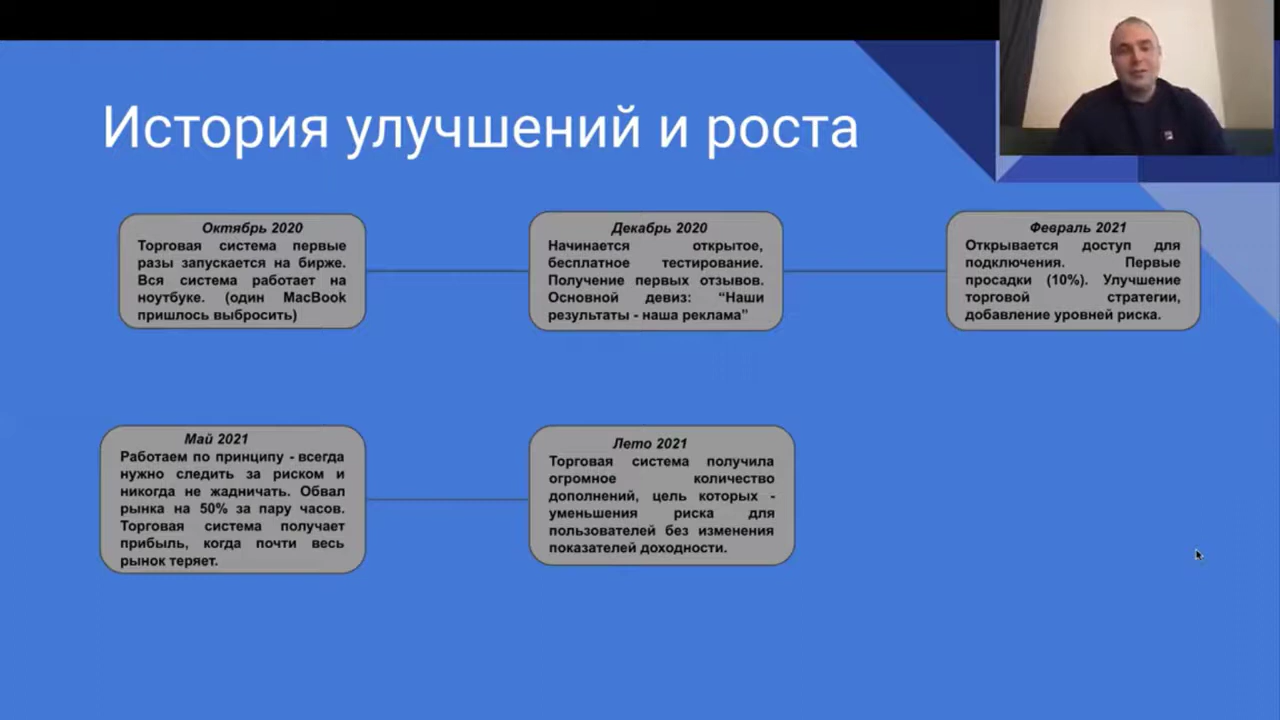 История улучшений и роста
Октябрь 2020
Торговая система первые
разы запускается на бирже.
Вся система работает на
ноутбуке. (один MacBook
пришлось выбросить)
Декабрь 2020
Начинается открытое,
бесплатное тестирование.
Получение первых отзывов.
Основной девиз: “Наши
результаты - наша реклама”
Февраль 2021
Открывается доступ для
подключения. Первые
просадки (10%). Улучшение
торговой стратегии,
добавление уровней риска.
Май 2021
Работаем по принципу - всегда
нужно следить за риском и
никогда не жадничать. Обвал
рынка на 50% за пару часов.
Торговая система получает
прибыль, когда почти весь
рынок теряет.
Лето 2021
Торговая система получила
огромное количество
дополнений, цель которых -
уменьшения риска для
пользователей без изменения
показателей доходности.